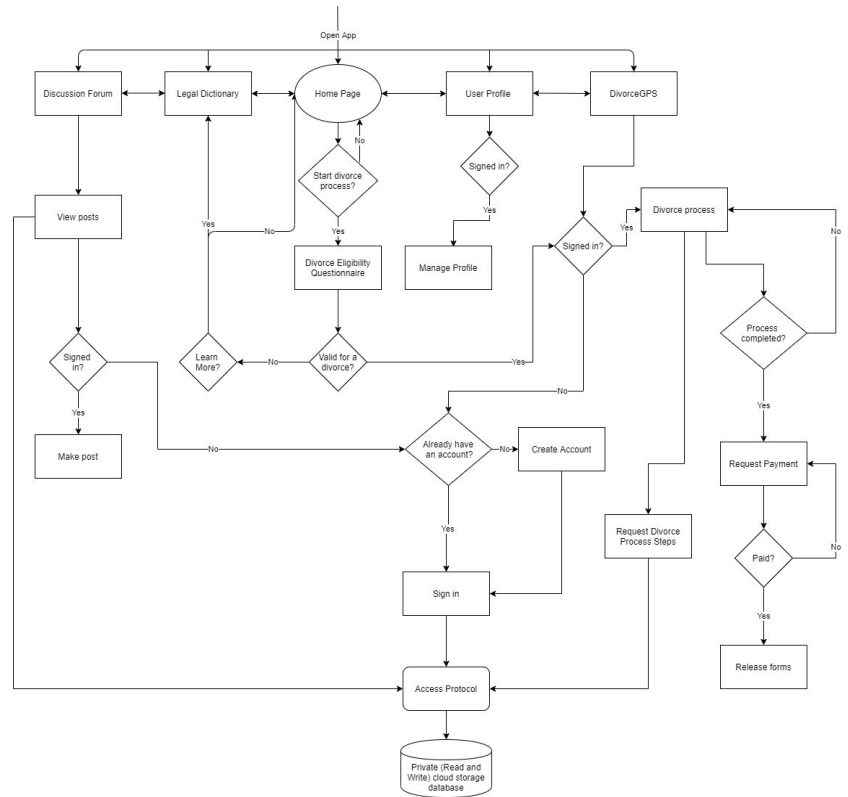 Open App
Discussion Forum
Legal Dictionary
Home Page
User Profile
DivorceGPS
No
Signed in?
Start divorce
process?
Yes
View posts
Yes
No
Yes
Yes
Divorce process
No
Signed in?
Divorce Eligibility
Questionnaire
Manage Profile
Process
completed?
Signed
in?
Learn
More?
No
Valid for a
divorce?
Yes
No
Yes
Yes
Make post
No
Already have
an account?
No
Create Account
Request Payment
Yes
Request Divorce
Process Steps
No
Paid?
Sign in
Yes
Release forms
Access Protocol
Private (Read and
Write) cloud storage
database